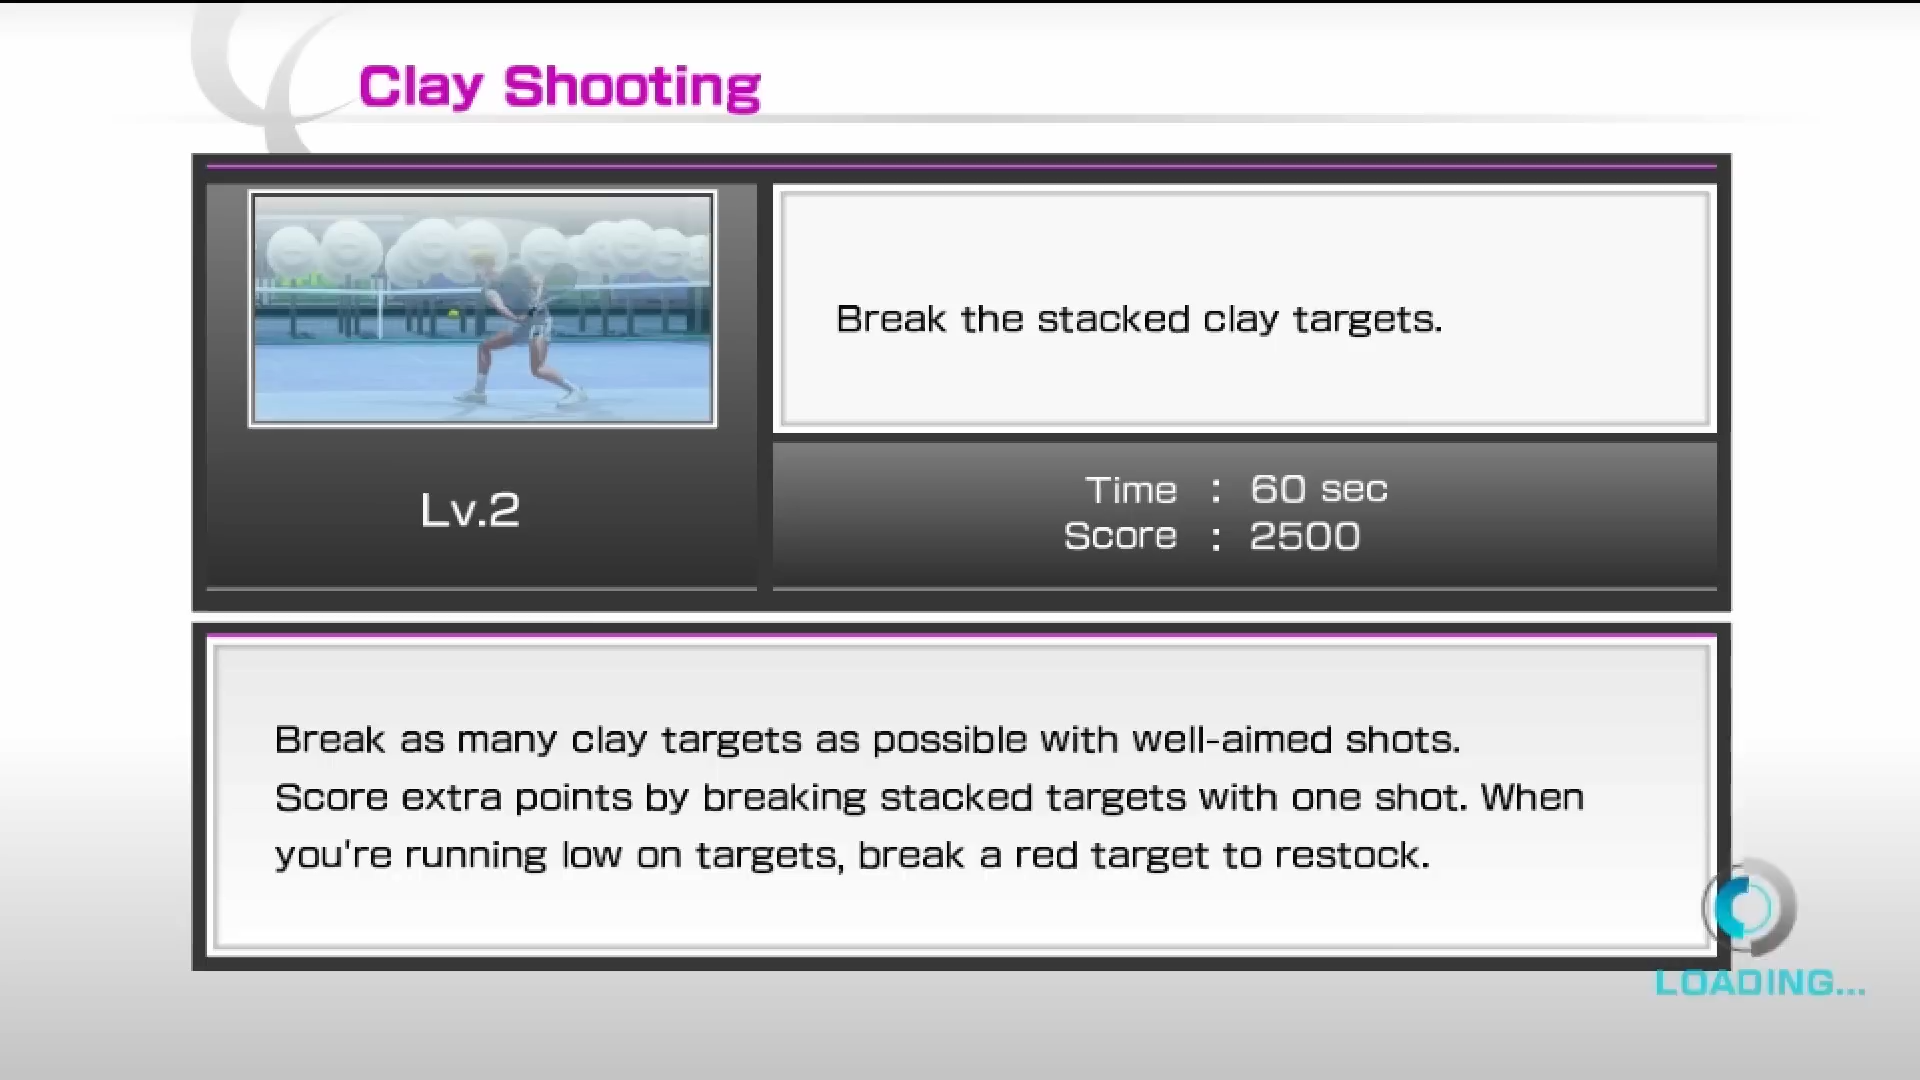 Clay Shooting
Break the stacked clay targets.
Lv.2
Time : 60 sec
Score : 2500
Break as many clay targets as possible with well-aimed shots.
Score extra points by breaking stacked targets with one shot. When
you're running low on targets, break a red target to restock.
LOADING...